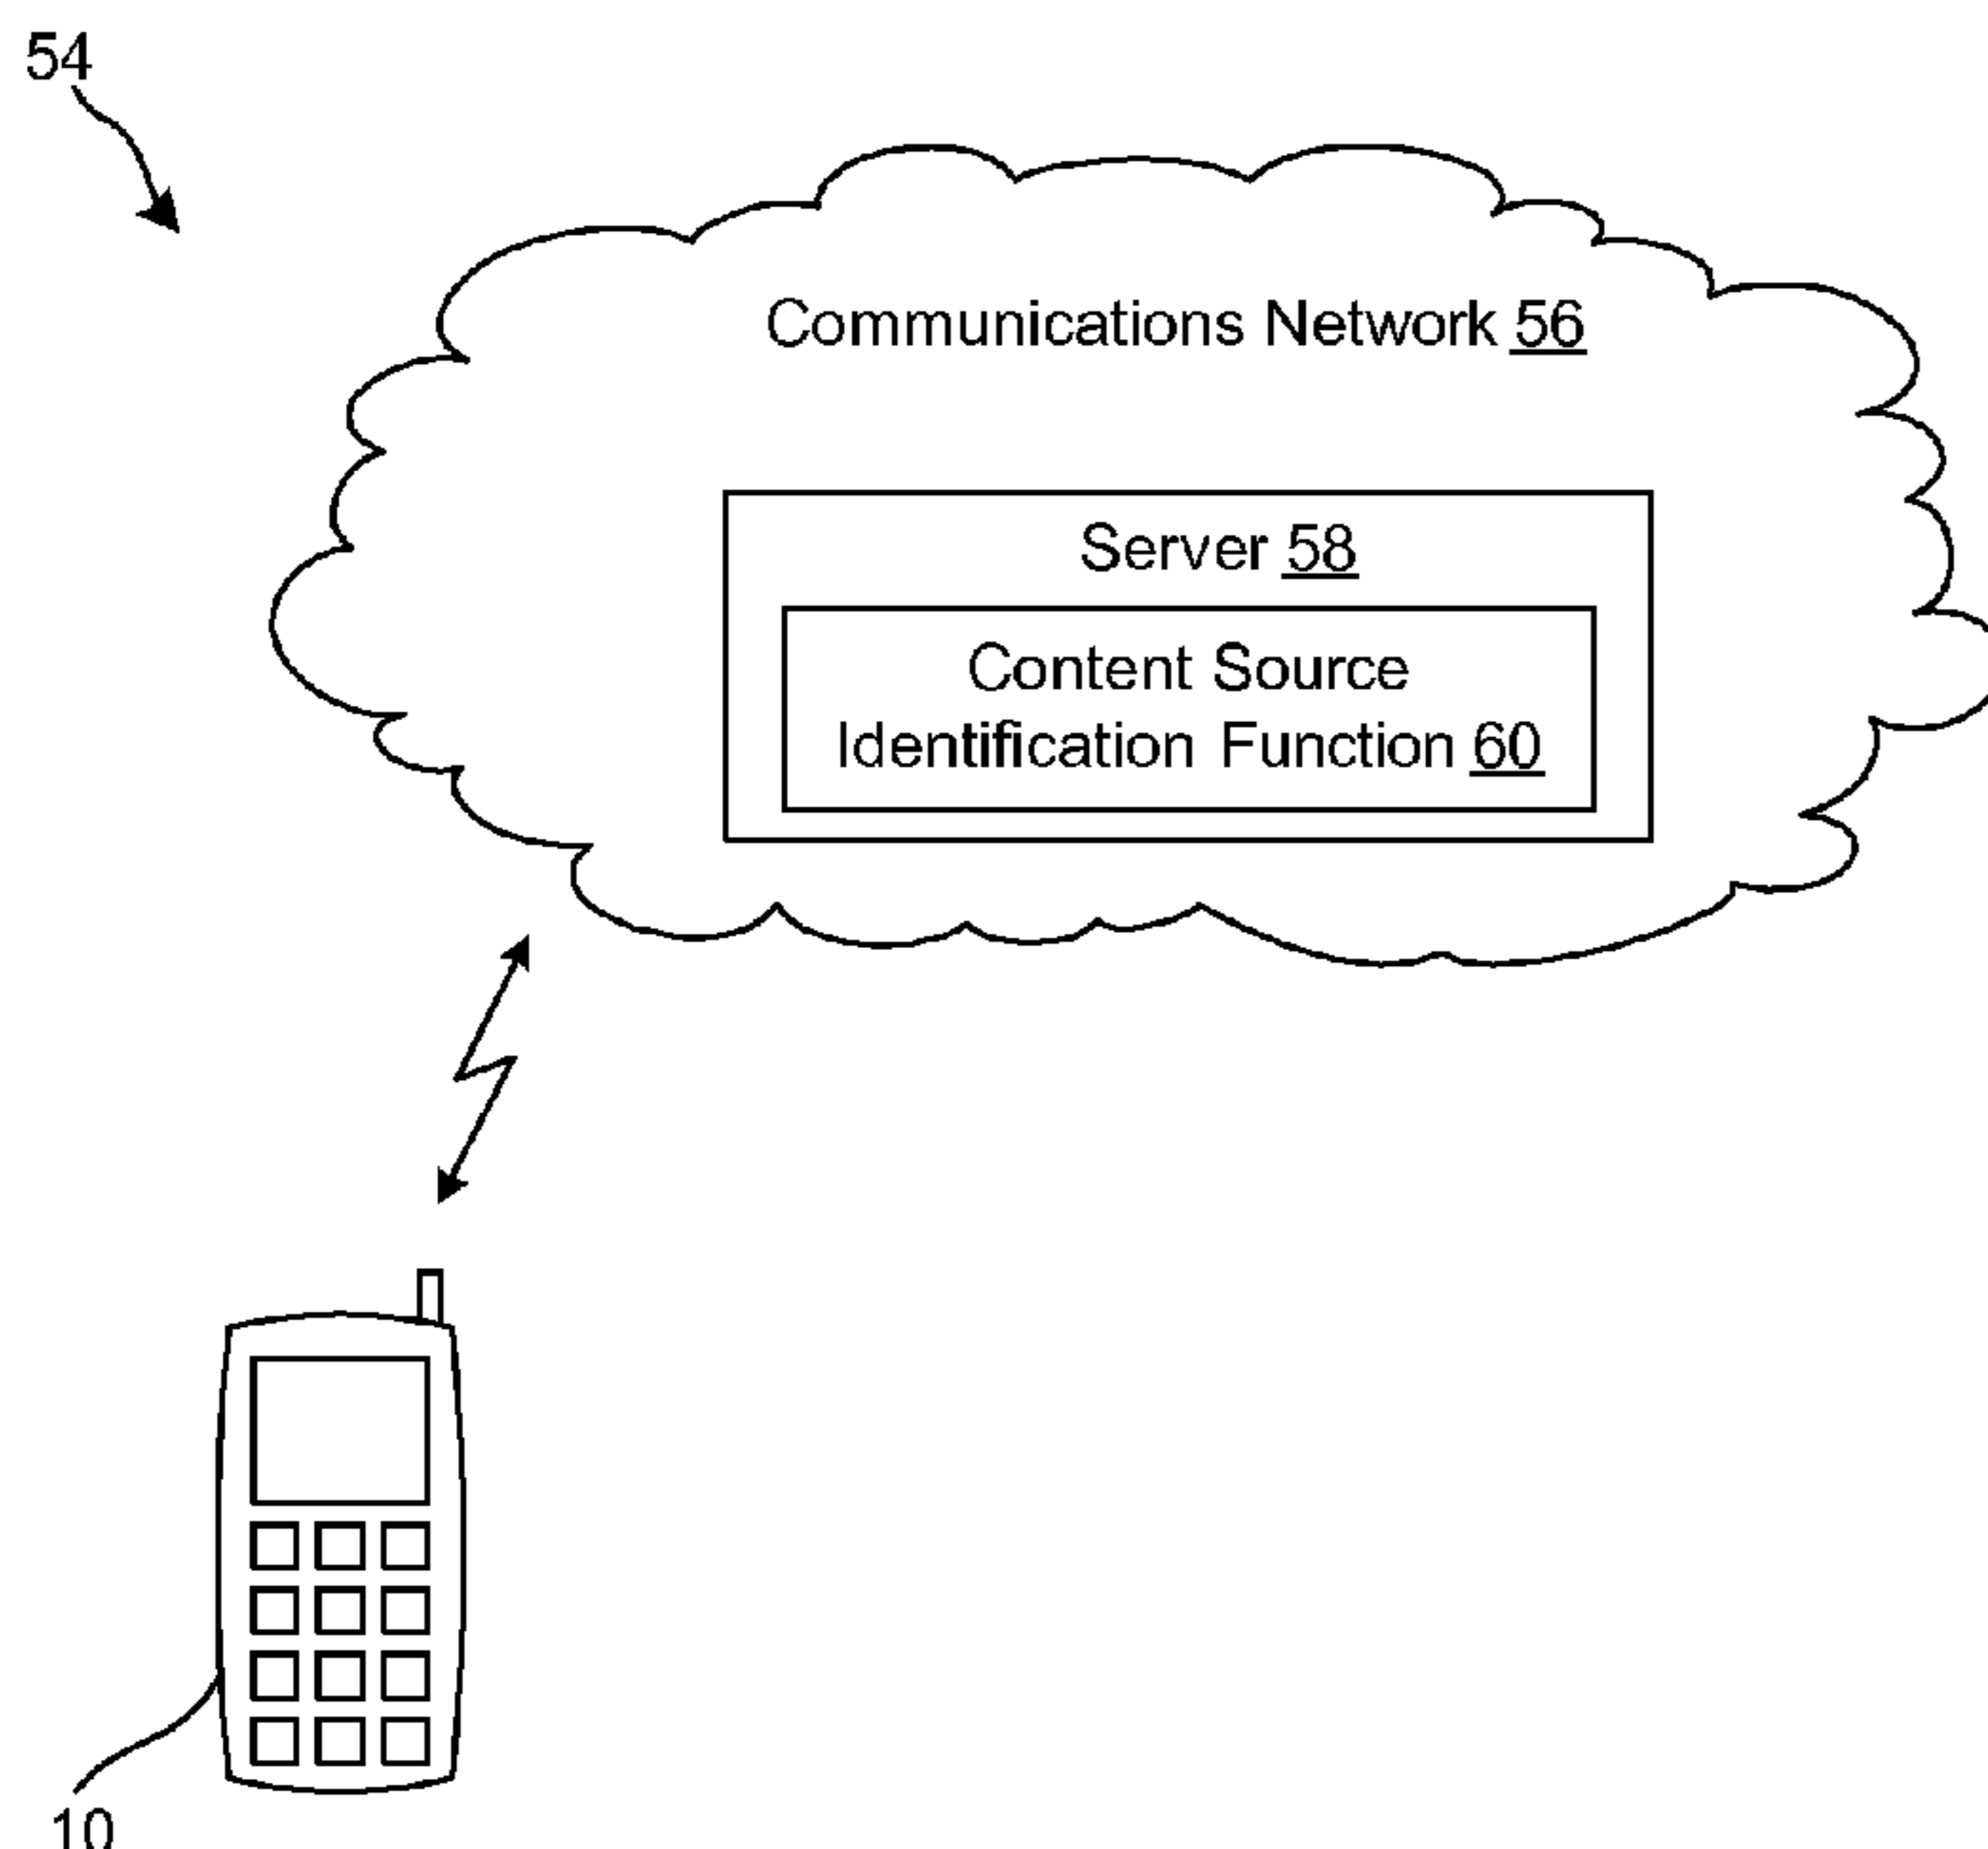 54
Communications Network 56
Server 58
Content Source
Identification Function 60
10